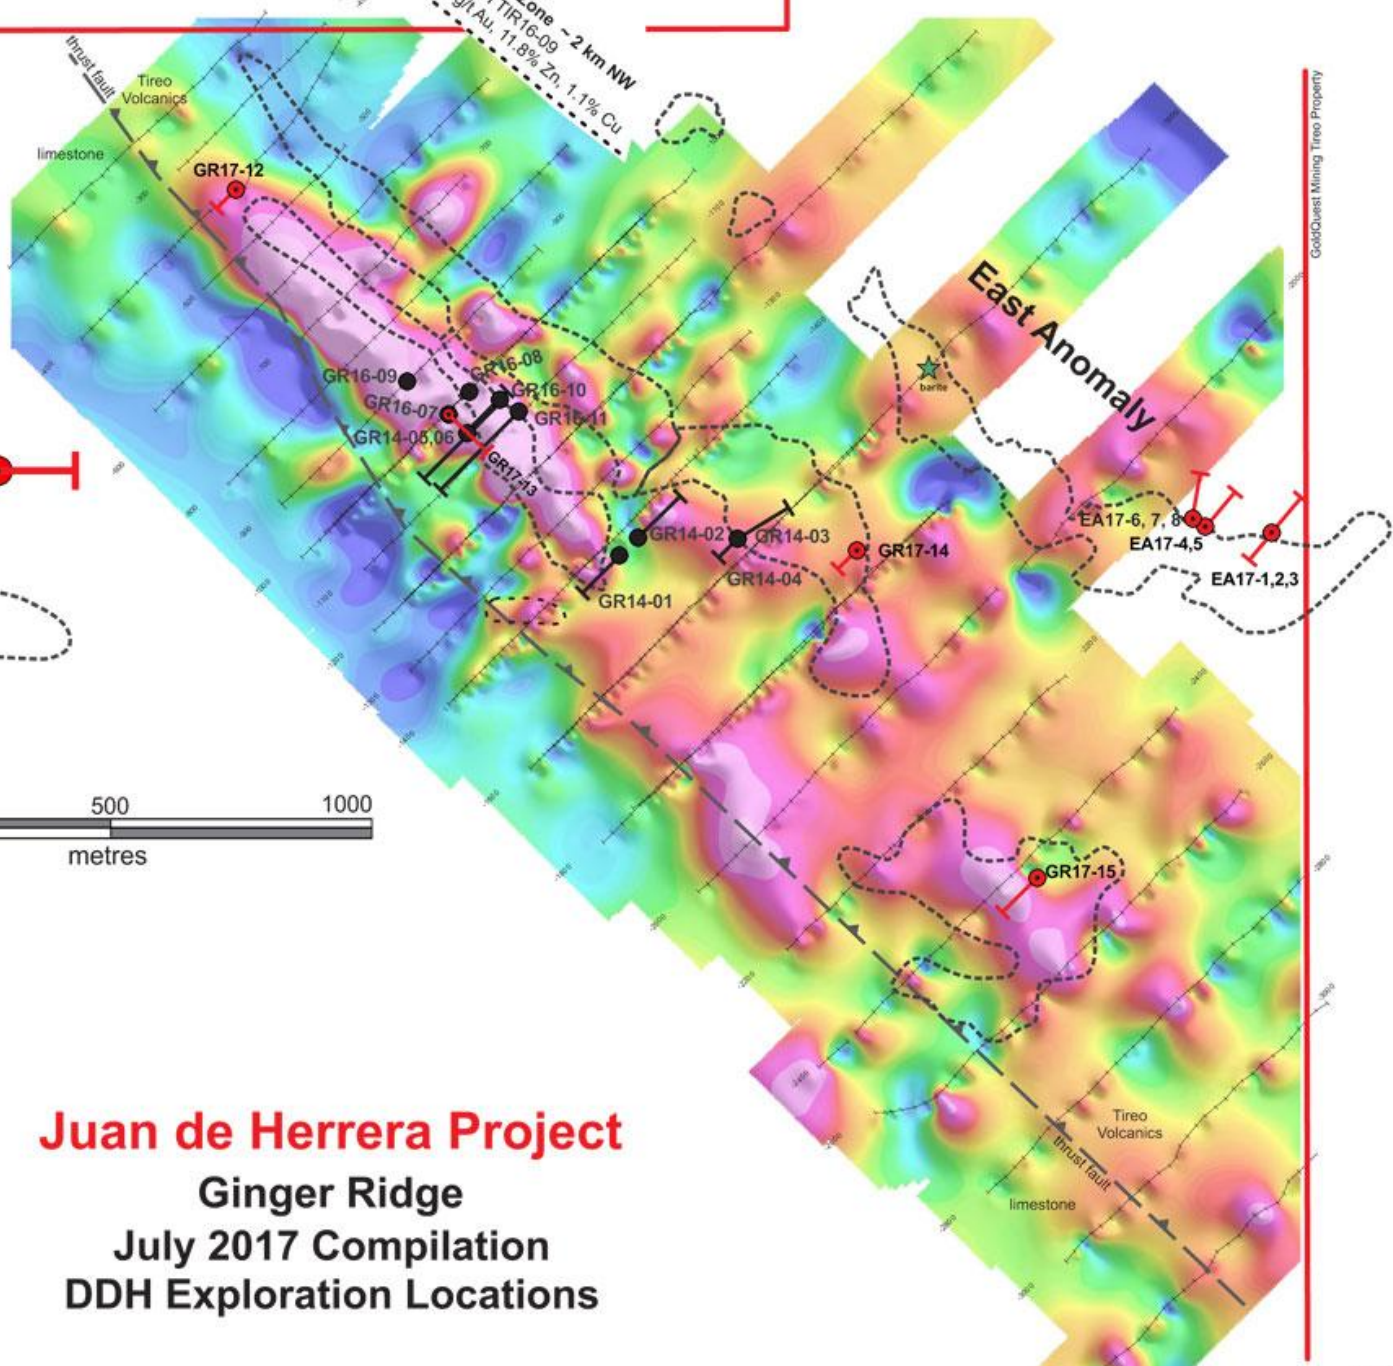 Zone ~ 2 km NW
TIR16-09
g/t Au, 11.8% Zn, 1.1% Cu
thrust fault
Tireo
Volcanics
limestone
GR17-12
GoldQuest Mining Tireo Property
East Anomaly
barite
GR16-09
GR16-08
GR16-10
GR16-07
GR16-11
GR14-05,06
GR17-13
GR14-02
GR14-03
GR17-14
GR14-04
GR14-01
EA17-6, 7, 8
EA17-4,5
EA17-1,2,3
500
1000
metres
GR17-15
Tireo
Volcanics
thrust fault
limestone
Juan de Herrera Project
Ginger Ridge
July 2017 Compilation
DDH Exploration Locations